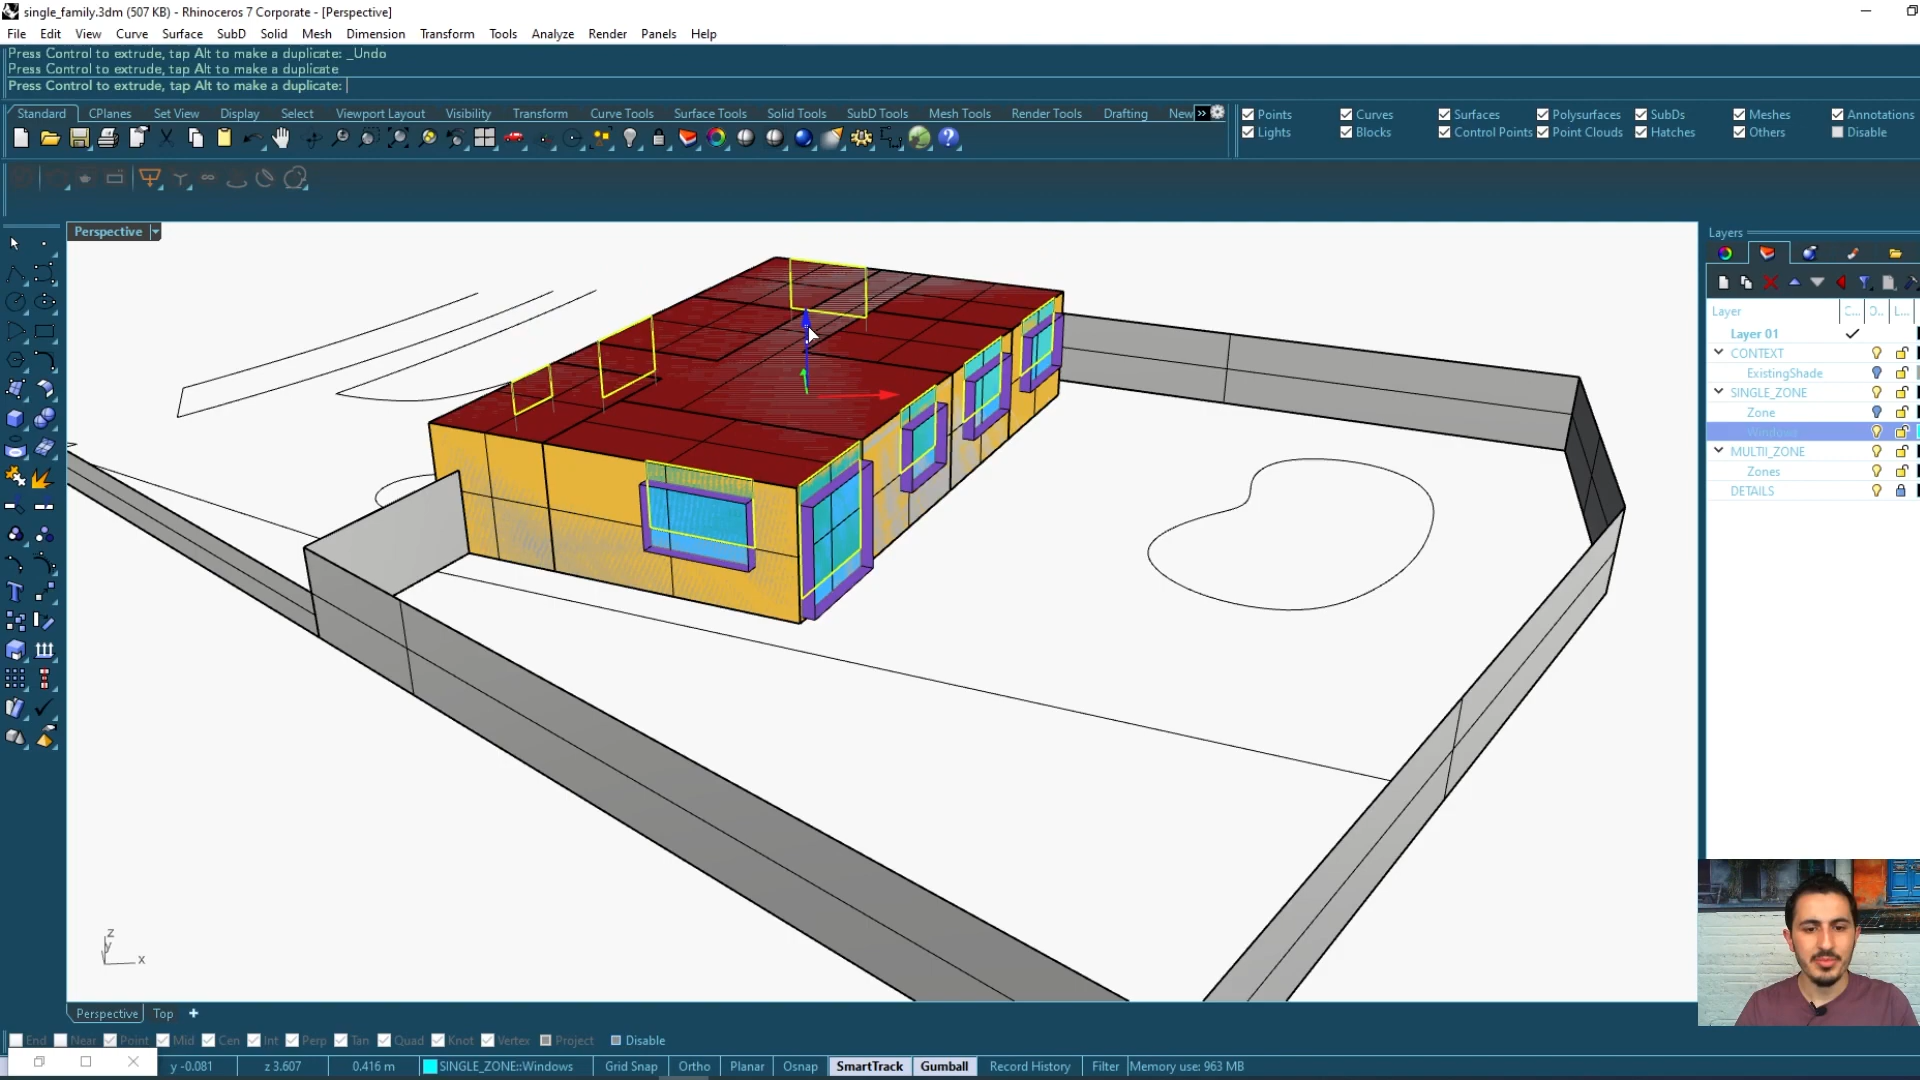 single_family.3dm (507 KB) - Rhinoceros 7 Corporate - [Perspective]
File Edit View Curve Surface SubD Solid Mesh Dimension Transform Tools Analyze Render Panels Help
Press Control to extrude, tap Alt to make a duplicate: _Undo
Press Control to extrude, tap Alt to make a duplicate
Press Control to extrude, tap Alt to make a duplicate:
Standard CPlanes Set View Display Select Viewport Layout Visibility Transform Curve Tools Surface Tools Solid Tools SubD Tools Mesh Tools Render Tools Drafting New
Points Curves Surfaces Polysurfaces SubDs Meshes Annotations
Lights Blocks Control Points Point Clouds Hatches Others Disable
Perspective
Layers
Layer C... O.. L...
Layer 01
CONTEXT
ExistingShade
SINGLE_ZONE
Zone
Windows
MULTII_ZONE
Zones
DETAILS
z
y
x
Perspective Top
End Near Point Mid Cen Int Perp Tan Quad Knot Vertex Project Disable
y -0.081 z 3.607 0.416 m SINGLE_ZONE::Windows Grid Snap Ortho Planar Osnap SmartTrack Gumball Record History Filter Memory use: 963 MB